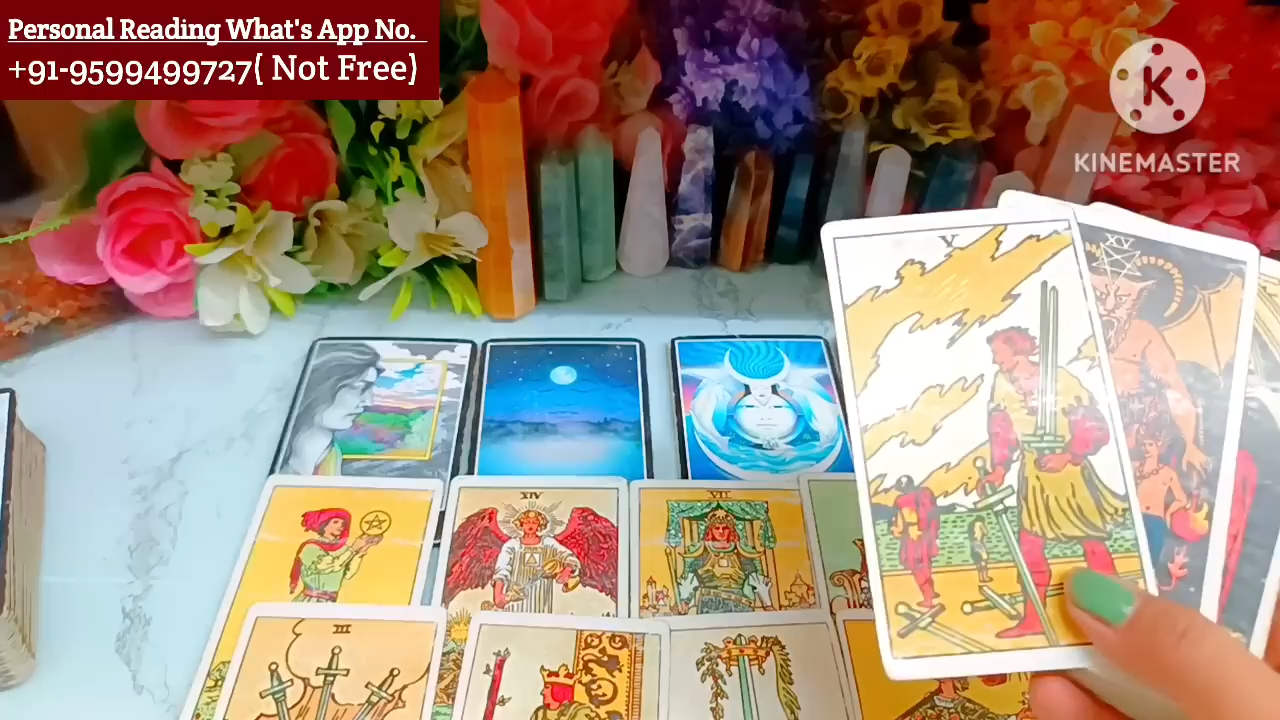 Personal Reading What's App No.
+91-9599499727( Not Free)
K
KINEMASTER
V
XV
XIV
VII
III